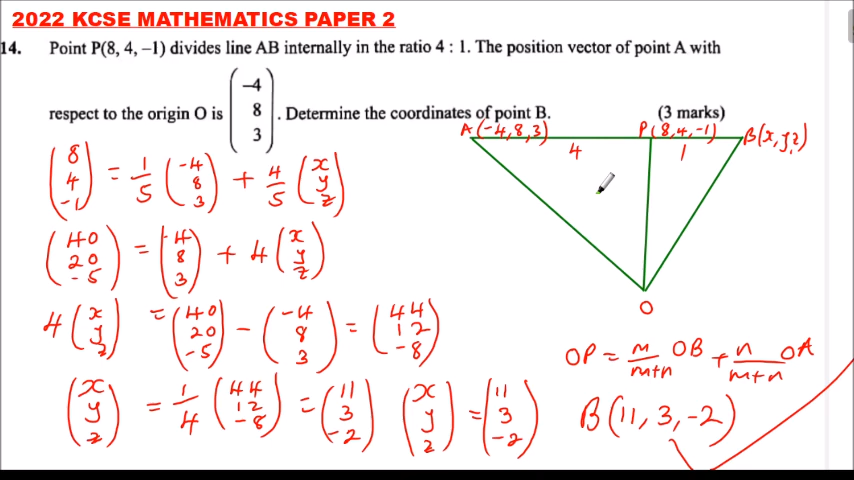 2022 KCSE MATHEMATICS PAPER 2
14. Point P(8, 4, −1) divides line AB internally in the ratio 4 : 1. The position vector of point A with
respect to the origin O is (−4 8 3). Determine the coordinates of point B. (3 marks)
A(-4,8,3) P(8,4,-1) B(x,y,z)
4 1
O
(8 4 -1) = 1/5 (-4 8 3) + 4/5 (x y z)
(40 20 -5) = (-4 8 3) + 4 (x y z)
4 (x y z) = (40 20 -5) - (-4 8 3) = (44 12 -8)
(x y z) = 1/4 (44 12 -8) = (11 3 -2) (x y z) = (11 3 -2)
OP = m/m+n OB + n/m+n OA
B(11, 3, -2)